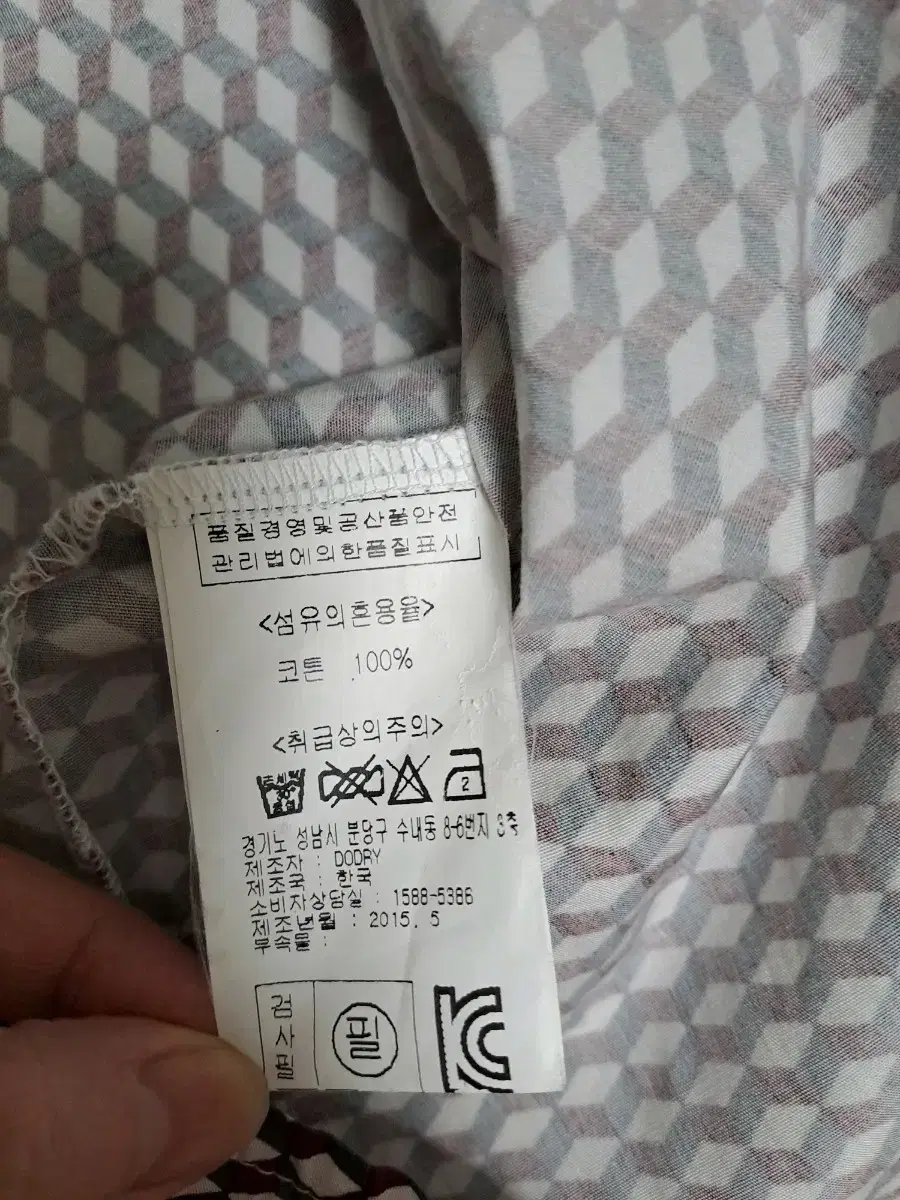 품질경영및공산품안전
관리법에의한품질표시
<섬유의혼용율>
코튼 100%
<취급상의주의>
2
경기도 성남시 분당구 수내동 8-6번지 3층
제조자 : DODRY
제조국 : 한국
소비자상담실 : 1588-5386
제조년월 : 2015. 5
부속물 :
검사필
필